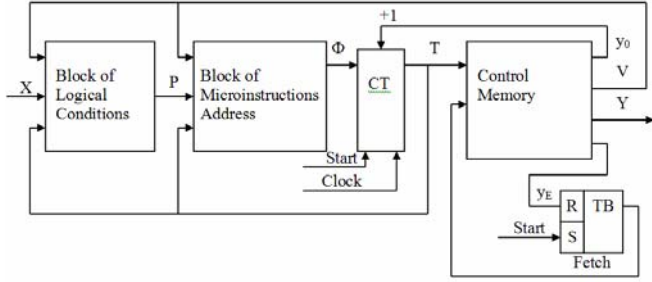 +1
y0
Φ
T
V
X
Block of
Logical
Conditions
P
Block of
Microinstructions
Address
CT
Control
Memory
Y
Start
Clock
yE
R
TB
Start
S
Fetch